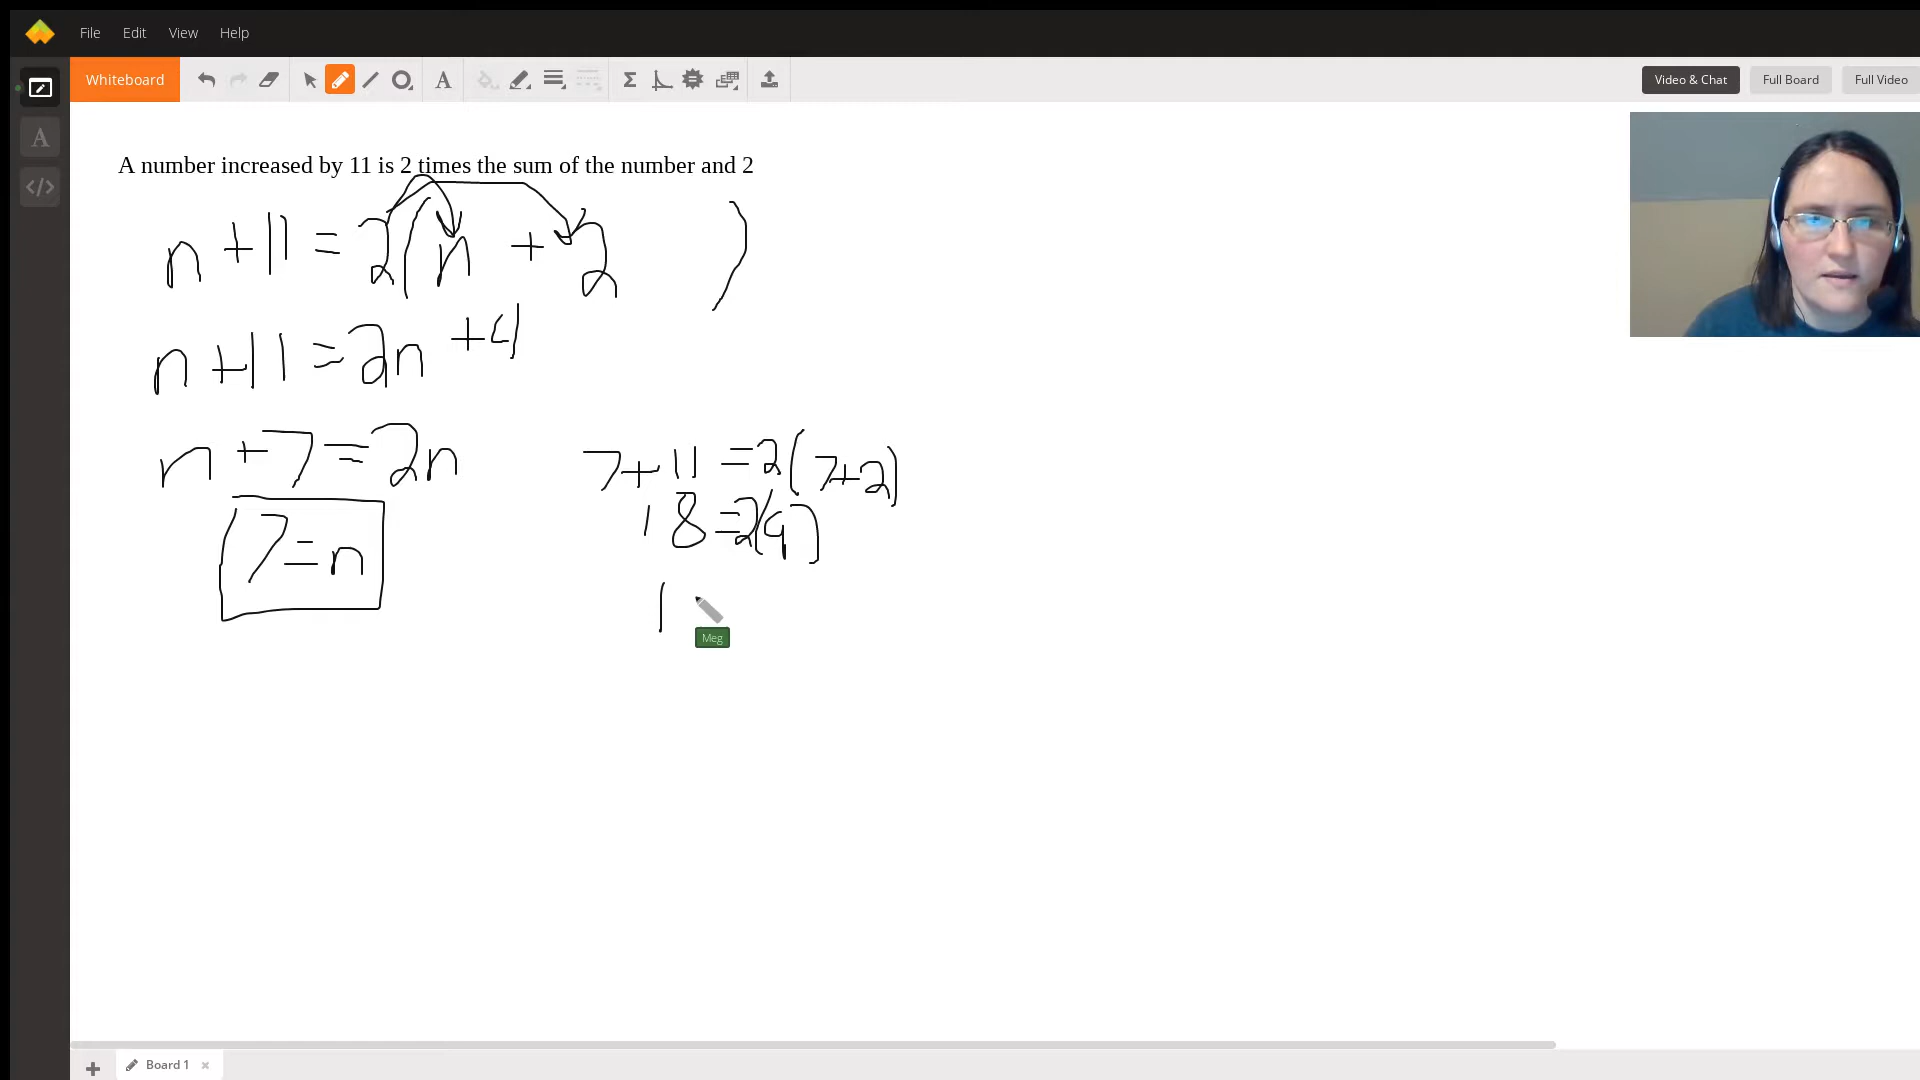 File Edit View Help
Whiteboard
Video & Chat Full Board Full Video
A number increased by 11 is 2 times the sum of the number and 2
n + 11 = 2(n + 2 )
n + 11 = 2n + 4
n + 7 = 2n
7 = n
7 + 11 = 2(7 + 2)
18 = 2(9)
1
Meg
Board 1